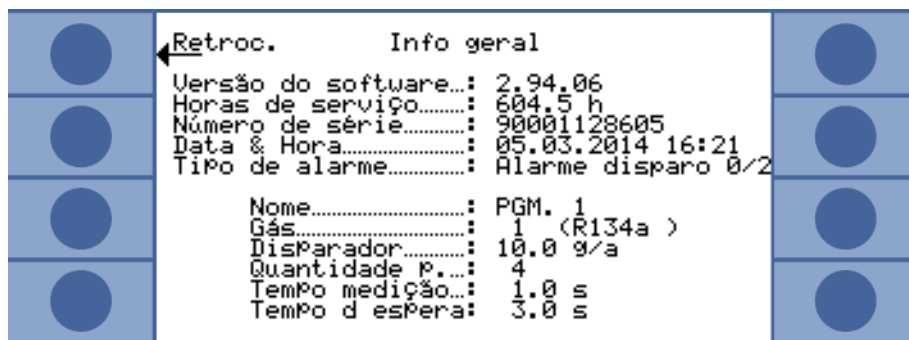 Retroc. Info geral
Versão do software…: 2.94.06
Horas de serviço……: 604.5 h
Número de série……: 90001128605
Data & Hora…………: 05.03.2014 16:21
Tipo de alarme………: Alarme disparo 0/2
Nome………………: PGM. 1
Gás…………………: 1 (R134a )
Disparador………: 10.0 g/a
Quantidade p.…: 4
Tempo medição…: 1.0 s
Tempo d espera: 3.0 s